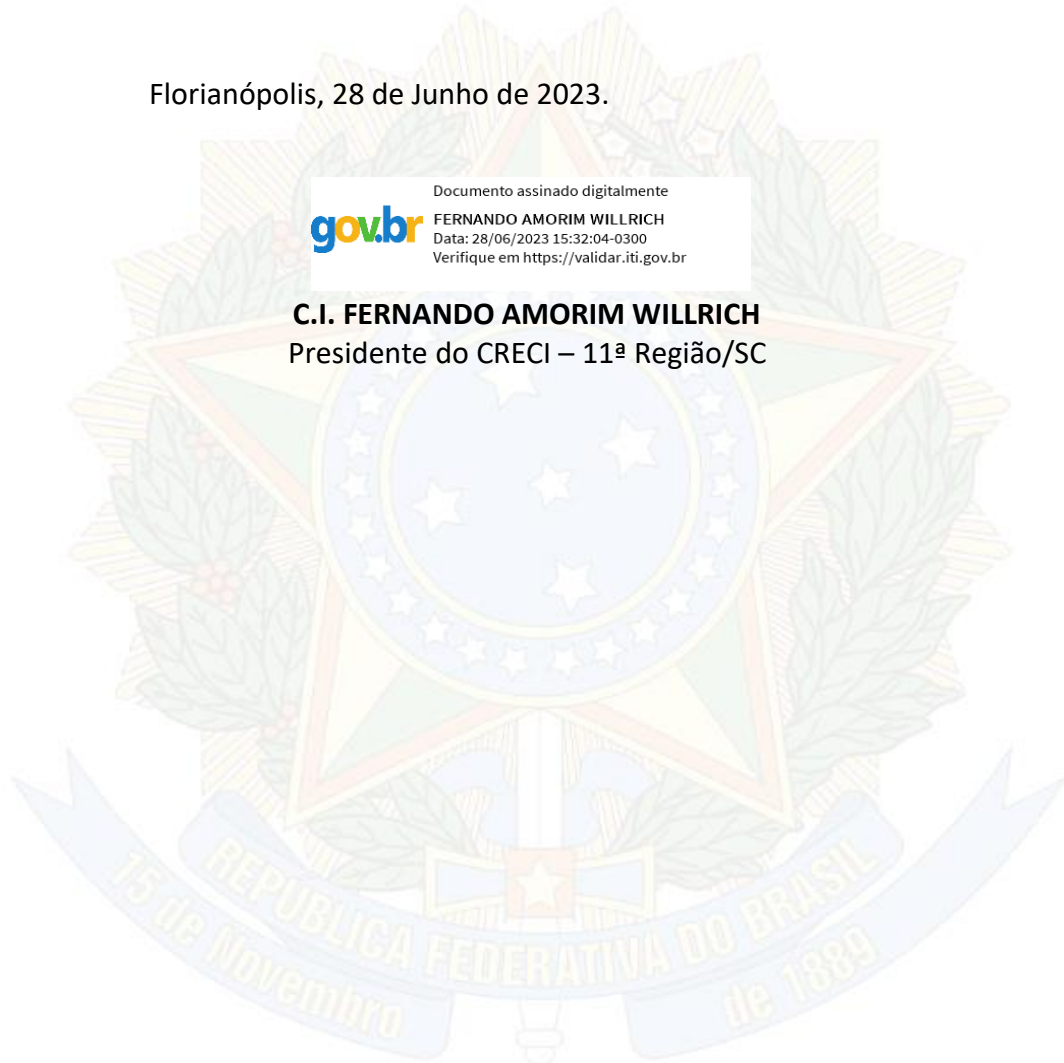 Florianópolis, 28 de Junho de 2023.
Documento assinado digitalmente
gov.br
FERNANDO AMORIM WILLRICH
Data: 28/06/2023 15:32:04-0300
Verifique em https://validar.iti.gov.br
C.I. FERNANDO AMORIM WILLRICH
Presidente do CRECI – 11ª Região/SC
REPÚBLICA FEDERATIVA DO BRASIL
15 de Novembro
de 1889